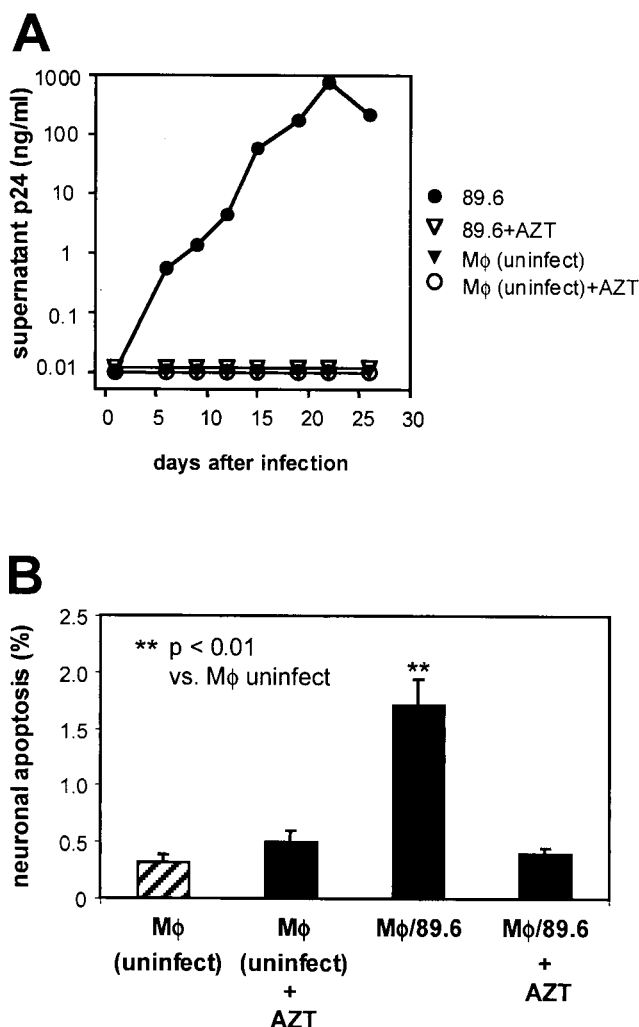 A
supernatant p24 (ng/ml)
1000
100
10
1
0.1
0.01
0 5 10 15 20 25 30
days after infection
89.6
89.6+AZT
Mϕ (uninfect)
Mϕ (uninfect)+AZT
B
neuronal apoptosis (%)
2.5
2.0
1.5
1.0
0.5
0
** p < 0.01
vs. Mϕ uninfect
**
Mϕ
(uninfect)
Mϕ
(uninfect)
+
AZT
Mϕ/89.6
Mϕ/89.6
+
AZT